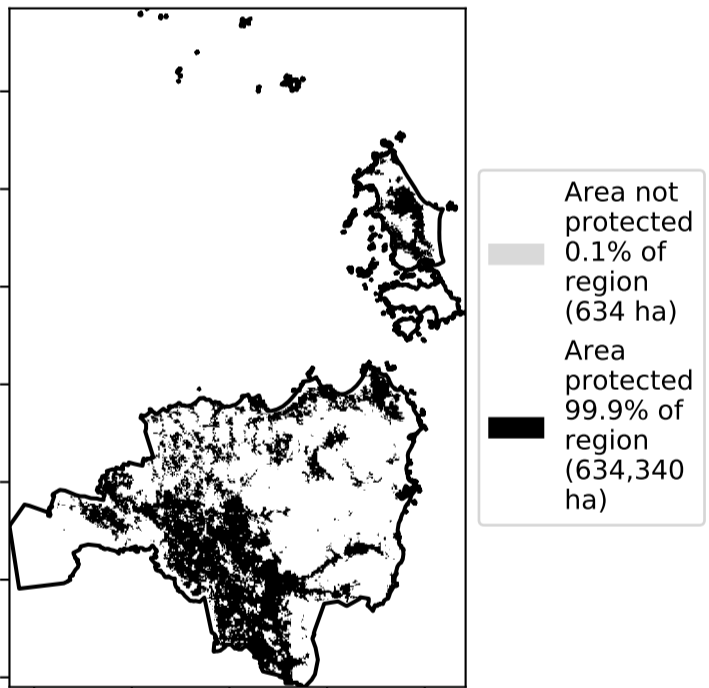 Area not
protected
0.1% of
region
(634 ha)
Area
protected
99.9% of
region
(634,340
ha)